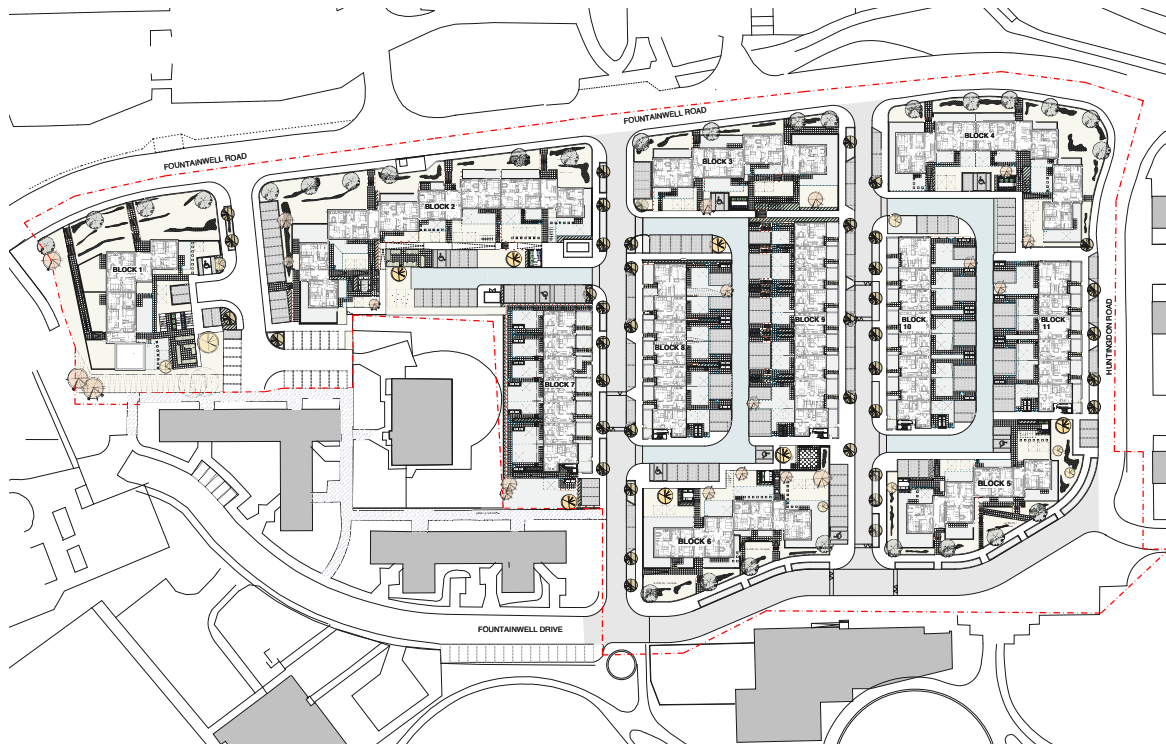 FOUNTAINWELL ROAD
FOUNTAINWELL ROAD
BLOCK 4
BLOCK 3
BLOCK 2
BLOCK 1
BLOCK 9
BLOCK
10
BLOCK
11
BLOCK 8
BLOCK 7
HUNTINGDON ROAD
BLOCK 5
BLOCK 6
FOUNTAINWELL DRIVE